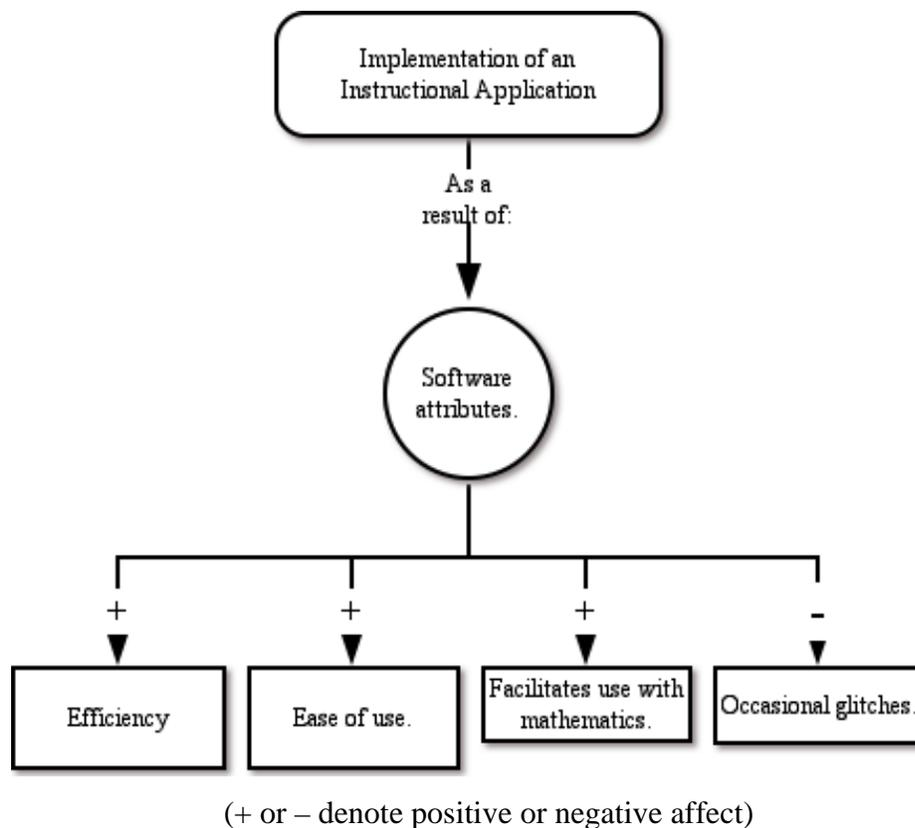 Implementation of an
Instructional Application
As a
result of:
Software
attributes.
+
+
+
-
Efficiency
Ease of use.
Facilitates use with
mathematics.
Occasional glitches.
(+ or – denote positive or negative affect)